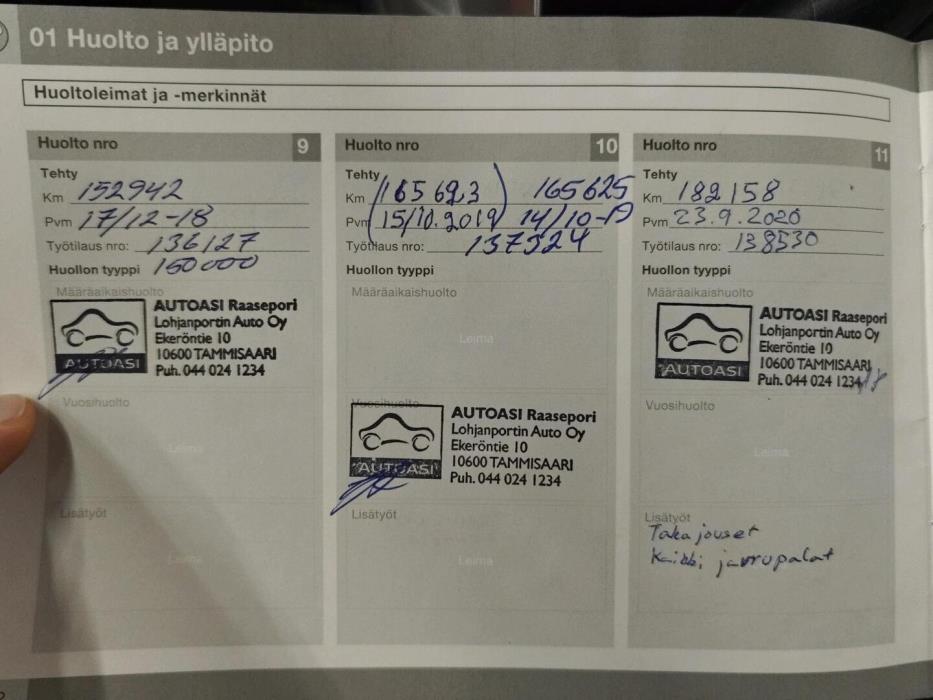 01 Huolto ja ylläpito
Huoltoleimat ja -merkinnät
Huolto nro 9
Tehty
Km 152942
Pvm 17/12-18
Työtilaus nro: 136127
Huollon tyyppi 150000
Määräaikaishuolto
AUTOASI Raasepori
Lohjanportin Auto Oy
Ekeröntie 10
10600 TAMMISAARI
Puh. 044 024 1234
AUTOASI
Vuosihuolto
Leima
Lisätyöt
Leima
Huolto nro 10
Tehty
Km (165623) 165625
Pvm (15/10.2019) 14/10-19
Työtilaus nro: 137324
Huollon tyyppi
Määräaikaishuolto
Leima
Vuosihuolto
AUTOASI Raasepori
Lohjanportin Auto Oy
Ekeröntie 10
10600 TAMMISAARI
Puh. 044 024 1234
AUTOASI
Lisätyöt
Leima
Huolto nro 11
Tehty
Km 182158
Pvm 23.9.2020
Työtilaus nro: 138530
Huollon tyyppi
Määräaikaishuolto
AUTOASI Raasepori
Lohjanportin Auto Oy
Ekeröntie 10
10600 TAMMISAARI
Puh. 044 024 1234
AUTOASI
Vuosihuolto
Leima
Lisätyöt
Takajouset
Kaikki jarrupalat